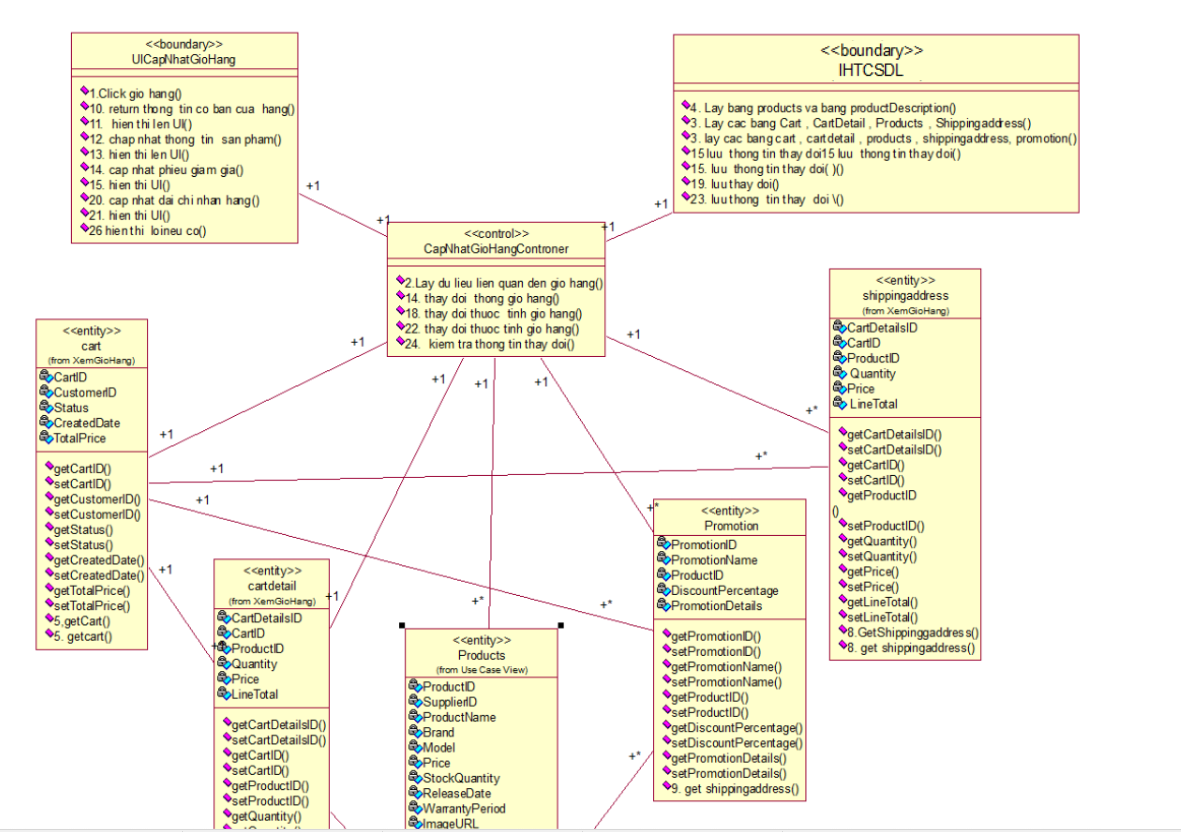 <<boundary>>
UICapNhatGioHang
1.Click gio hang()
10. return thong tin co ban cua hang()
11. hien thi len UI()
12. chap nhat thong tin san pham()
13. hien thi len UI()
14. cap nhat phieu giam gia()
15. hien thi UI()
20. cap nhat dai chi nhan hang()
21. hien thi UI()
26 hien thi loineu co()
<<boundary>>
IHTCSDL
4. Lay bang products va bang productDescription()
3. Lay cac bang Cart , CartDetail , Products , Shippingaddress()
3. lay cac bang cart , cartdetail , products , shippingaddress, promotion()
15 luu thong tin thay doi15 luu thong tin thay doi()
15. luu thong tin thay doi( )()
19. luu thay doi()
23. luu thong tin thay doi \()
+1
+1
+1
+1
<<control>>
CapNhatGioHangControner
2.Lay du lieu lien quan den gio hang()
14. thay doi thong gio hang()
18. thay doi thuoc tinh gio hang()
22. thay doi thuoc tinh gio hang()
24. kiem tra thong tin thay doi()
+1
+1
+1
+1
+1
<<entity>>
cart
(from XemGioHang)
CartID
CustomerID
Status
CreatedDate
TotalPrice
getCartID()
setCartID()
getCustomerID()
setCustomerID()
getStatus()
setStatus()
getCreatedDate()
setCreatedDate()
getTotalPrice()
setTotalPrice()
5,getCart()
5. getcart()
+1
+1
+1
+1
+*
+*
+*
<<entity>>
shippingaddress
(from XemGioHang)
CartDetailsID
CartID
ProductID
Quantity
Price
LineTotal
getCartDetailsID()
setCartDetailsID()
getCartID()
setCartID()
getProductID
()
setProductID()
getQuantity()
setQuantity()
getPrice()
setPrice()
getLineTotal()
setLineTotal()
8.GetShippinggaddress()
8. get shippingaddress()
<<entity>>
cartdetail
(from XemGioHang)
CartDetailsID
CartID
ProductID
Quantity
Price
LineTotal
getCartDetailsID()
setCartDetailsID()
getCartID()
setCartID()
getProductID()
setProductID()
getQuantity()
+1
+*
<<entity>>
Products
(from Use Case View)
ProductID
SupplierID
ProductName
Brand
Model
Price
StockQuantity
ReleaseDate
WarrantyPeriod
ImageURL
+*
<<entity>>
Promotion
PromotionID
PromotionName
ProductID
DiscountPercentage
PromotionDetails
getPromotionID()
setPromotionID()
getPromotionName()
setPromotionName()
getProductID()
setProductID()
getDiscountPercentage()
setDiscountPercentage()
getPromotionDetails()
setPromotionDetails()
9. get shippingaddress()
+*